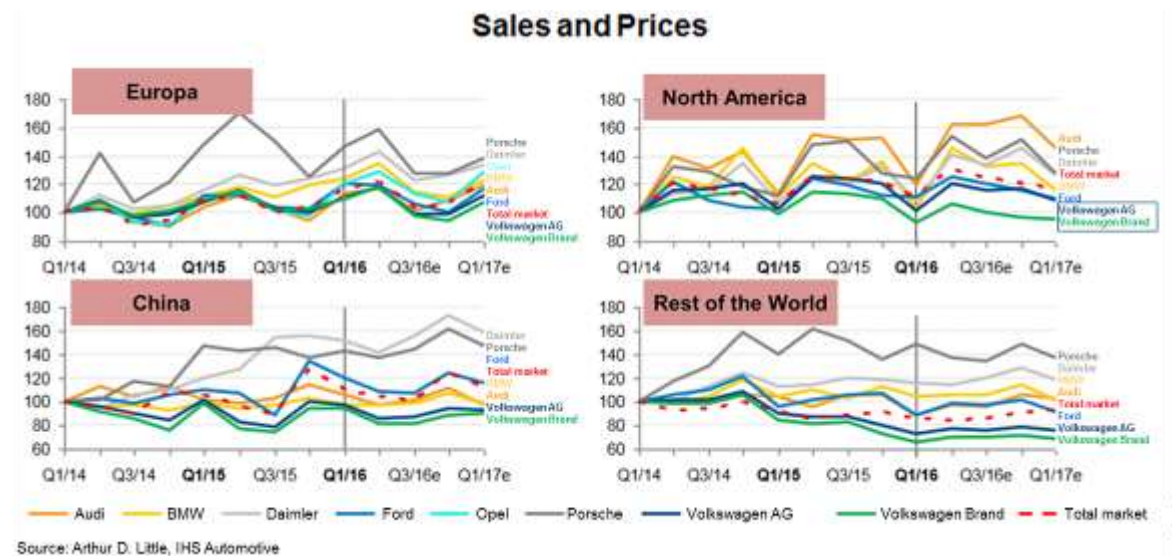 Sales and Prices
Europa
180
160
140
120
100
80
Q1/14 Q3/14 Q1/15 Q3/15 Q1/16 Q3/16e Q1/17e
Porsche
Daimler
Opel
BMW
Audi
Ford
Total market
Volkswagen AG
Volkswagen Brand
North America
180
160
140
120
100
80
Q1/14 Q3/14 Q1/15 Q3/15 Q1/16 Q3/16e Q1/17e
Audi
Porsche
Daimler
Total market
BMW
Ford
Volkswagen AG
Volkswagen Brand
China
180
160
140
120
100
80
60
Q1/14 Q3/14 Q1/15 Q3/15 Q1/16 Q3/16e Q1/17e
Daimler
Porsche
Ford
Total market
BMW
Audi
Volkswagen AG
Volkswagen Brand
Rest of the World
180
160
140
120
100
80
60
Q1/14 Q3/14 Q1/15 Q3/15 Q1/16 Q3/16e Q1/17e
Porsche
Daimler
BMW
Audi
Total market
Ford
Volkswagen AG
Volkswagen Brand
Audi BMW Daimler Ford Opel Porsche Volkswagen AG Volkswagen Brand Total market
Source: Arthur D. Little, IHS Automotive